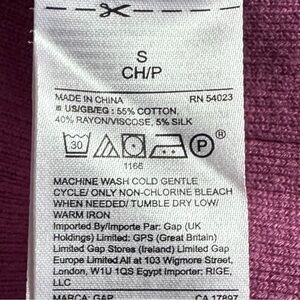 S
CH/P
MADE IN CHINA RN 54023
US/GB/EG : 55% COTTON,
40% RAYON/VISCOSE, 5% SILK
30 P ®
1166
MACHINE WASH COLD GENTLE
CYCLE/ ONLY NON-CHLORINE BLEACH
WHEN NEEDED/ TUMBLE DRY LOW/
WARM IRON
Imported By/Importe Par: Gap (UK
Holdings) Limited; GPS (Great Britain)
Limited Gap Stores (Ireland) Limited Gap
Europe Limited All at 103 Wigmore Street,
London, W1U 1QS Egypt Importer: RIGE,
LLC
MARCA: GAP CA 17897